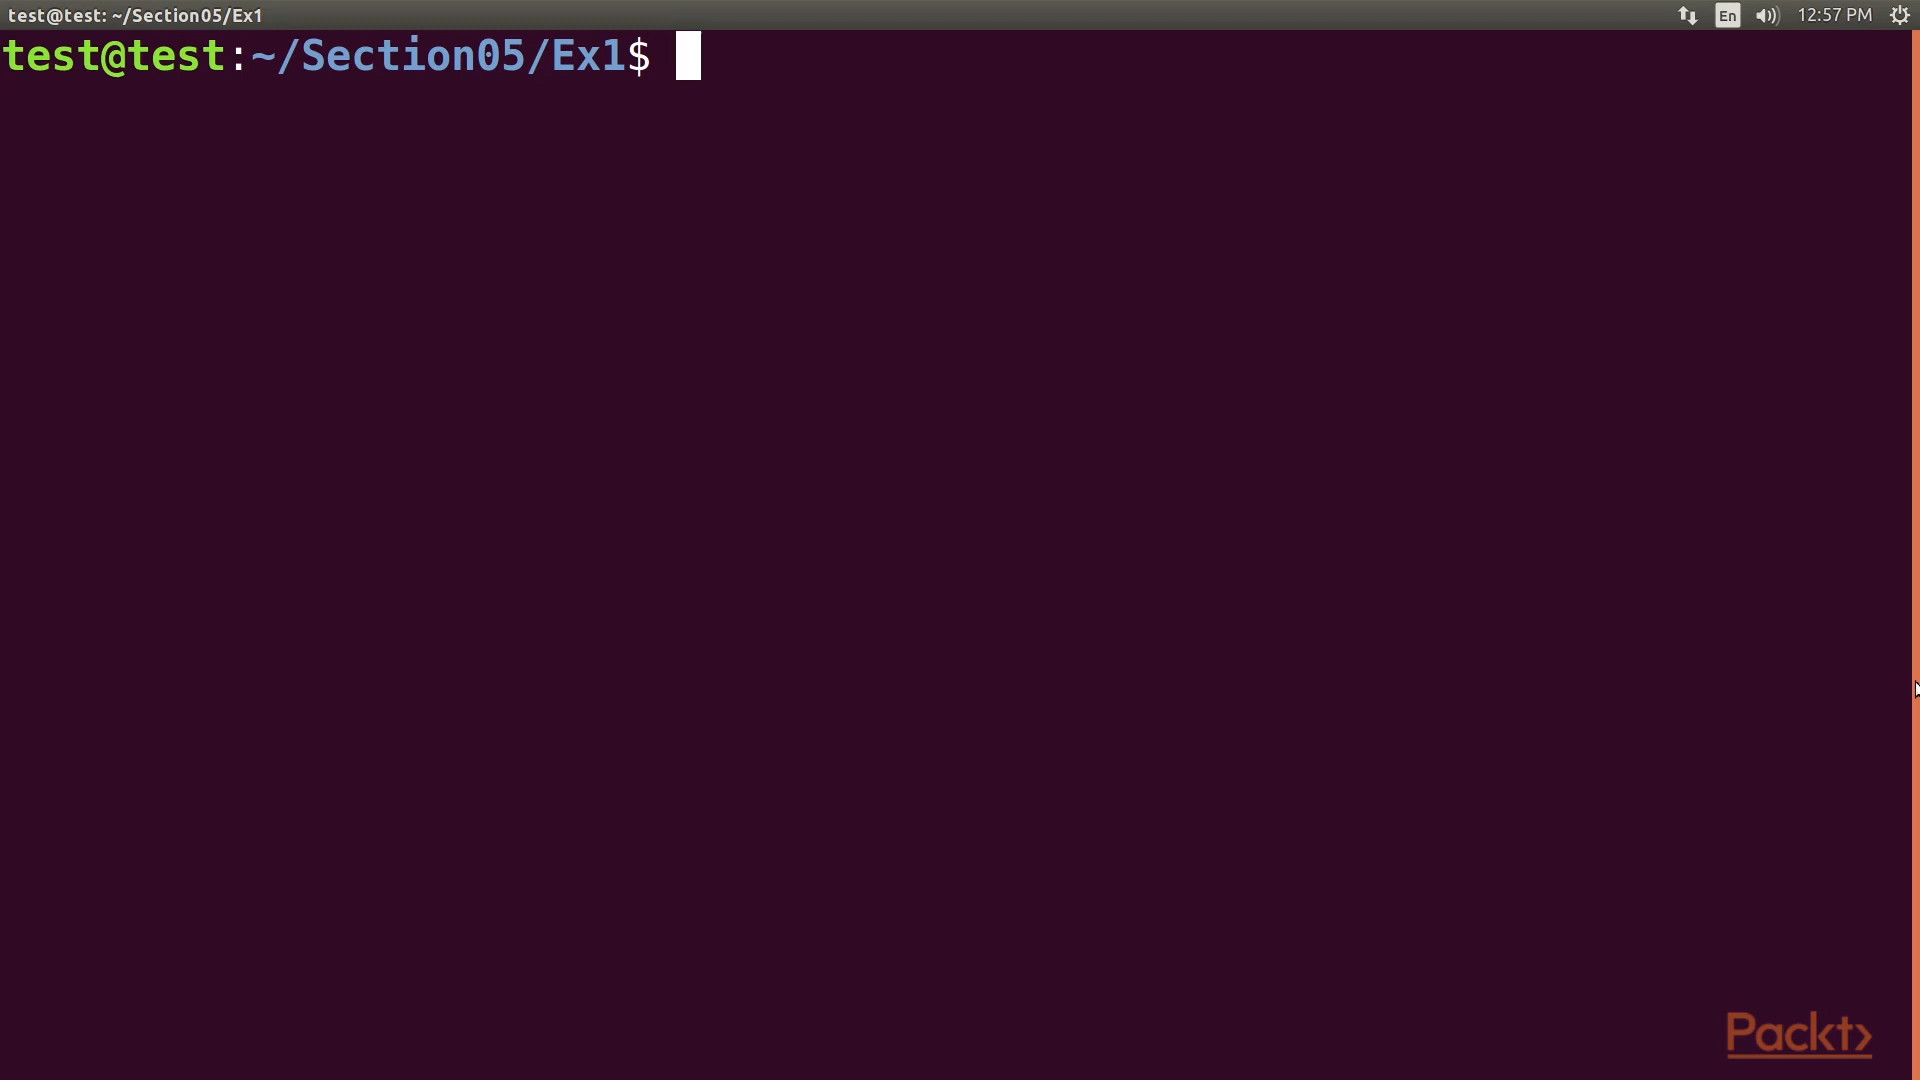 test@test: ~/Section05/Ex1
En
12:57 PM
test@test:~/Section05/Ex1$
Packt>